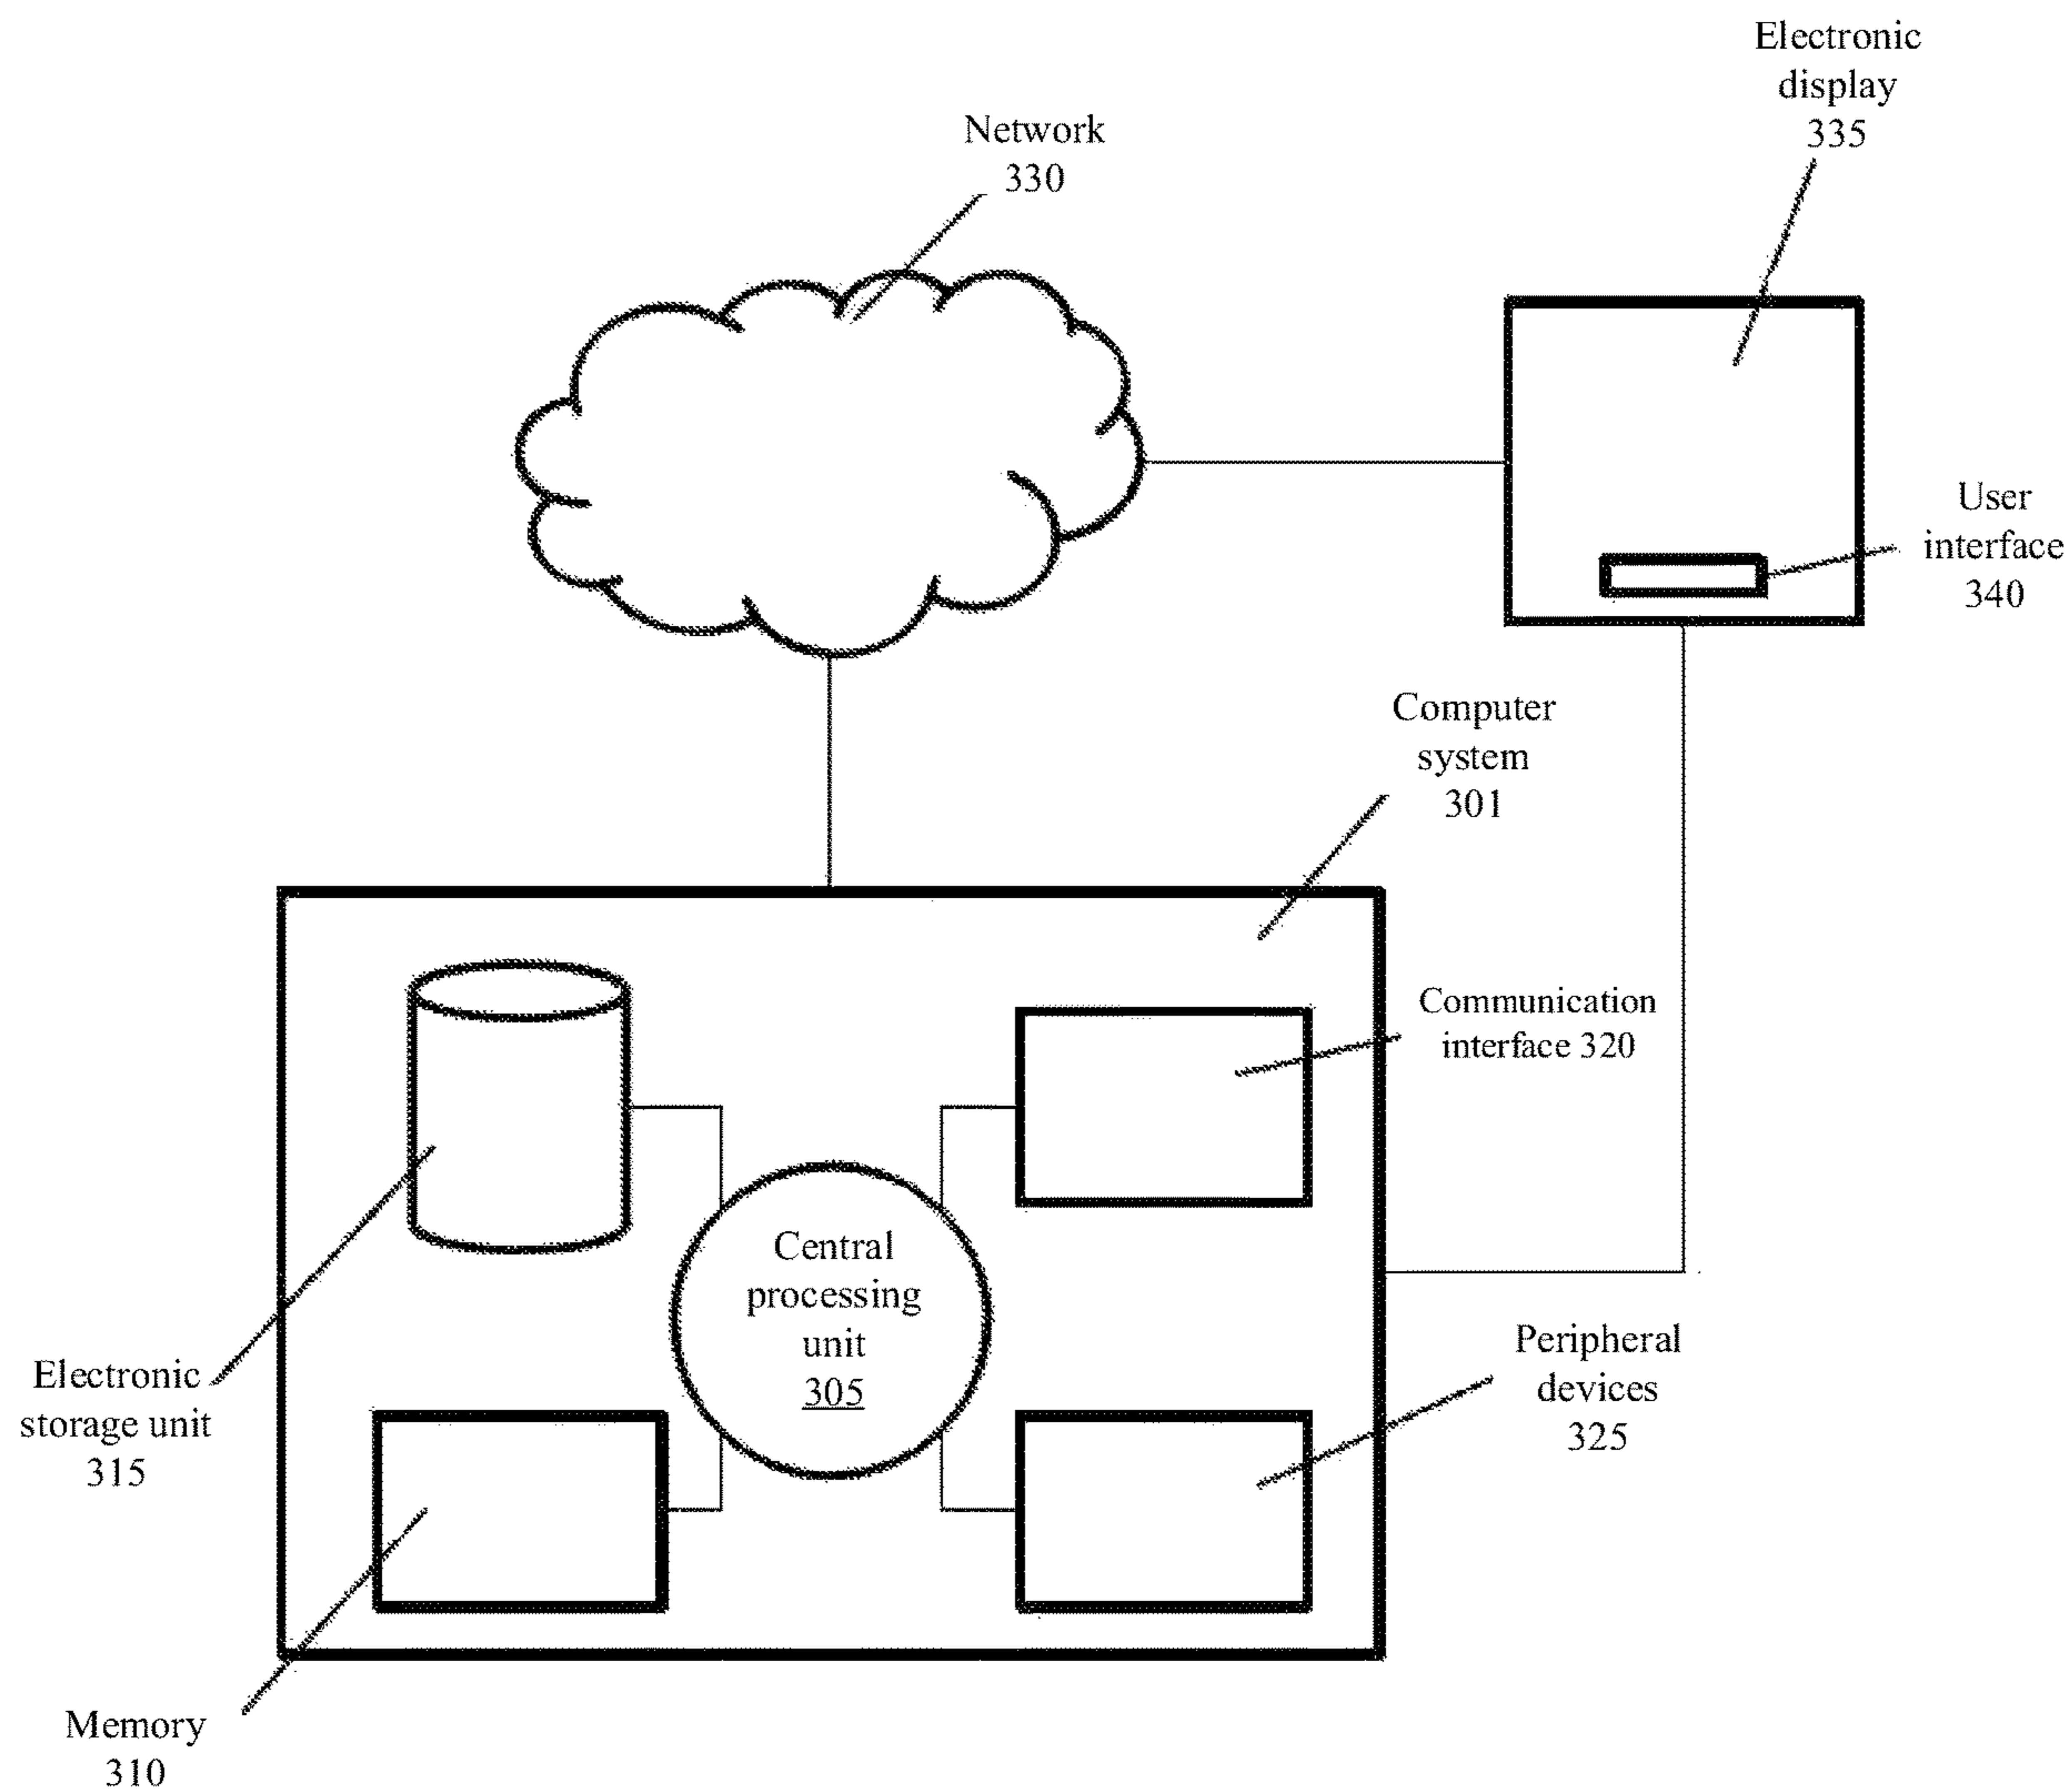 Electronic
display
335
Network
330
User
interface
340
Computer
system
301
Communication
interface 320
Central
processing
unit
305
Peripheral
devices
325
Electronic
storage unit
315
Memory
310